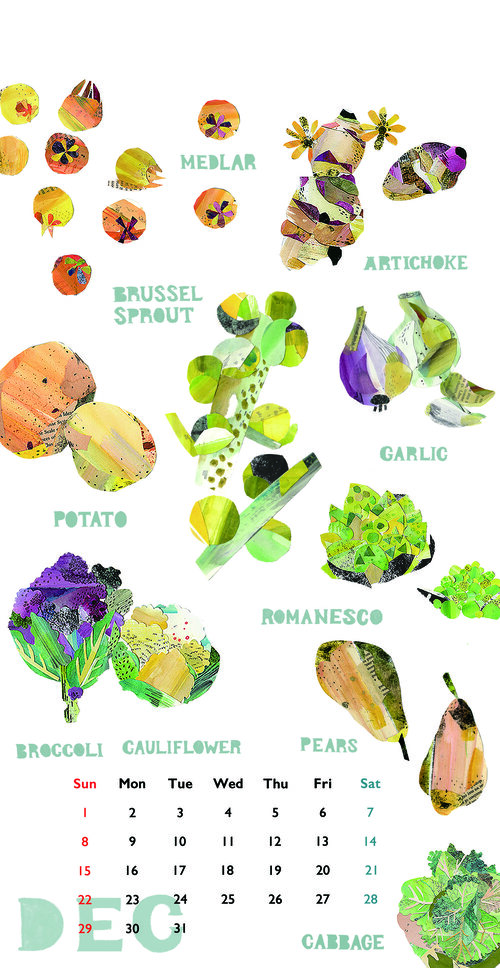 MEDLAR
ARTICHOKE
BRUSSEL
SPROUT
GARLIC
POTATO
ROMANESCO
BROCCOLI
CAULIFLOWER
PEARS
Sun Mon Tue Wed Thu Fri Sat
1 2 3 4 5 6 7
8 9 10 11 12 13 14
15 16 17 18 19 20 21
22 23 24 25 26 27 28
29 30 31
DEC
CABBAGE